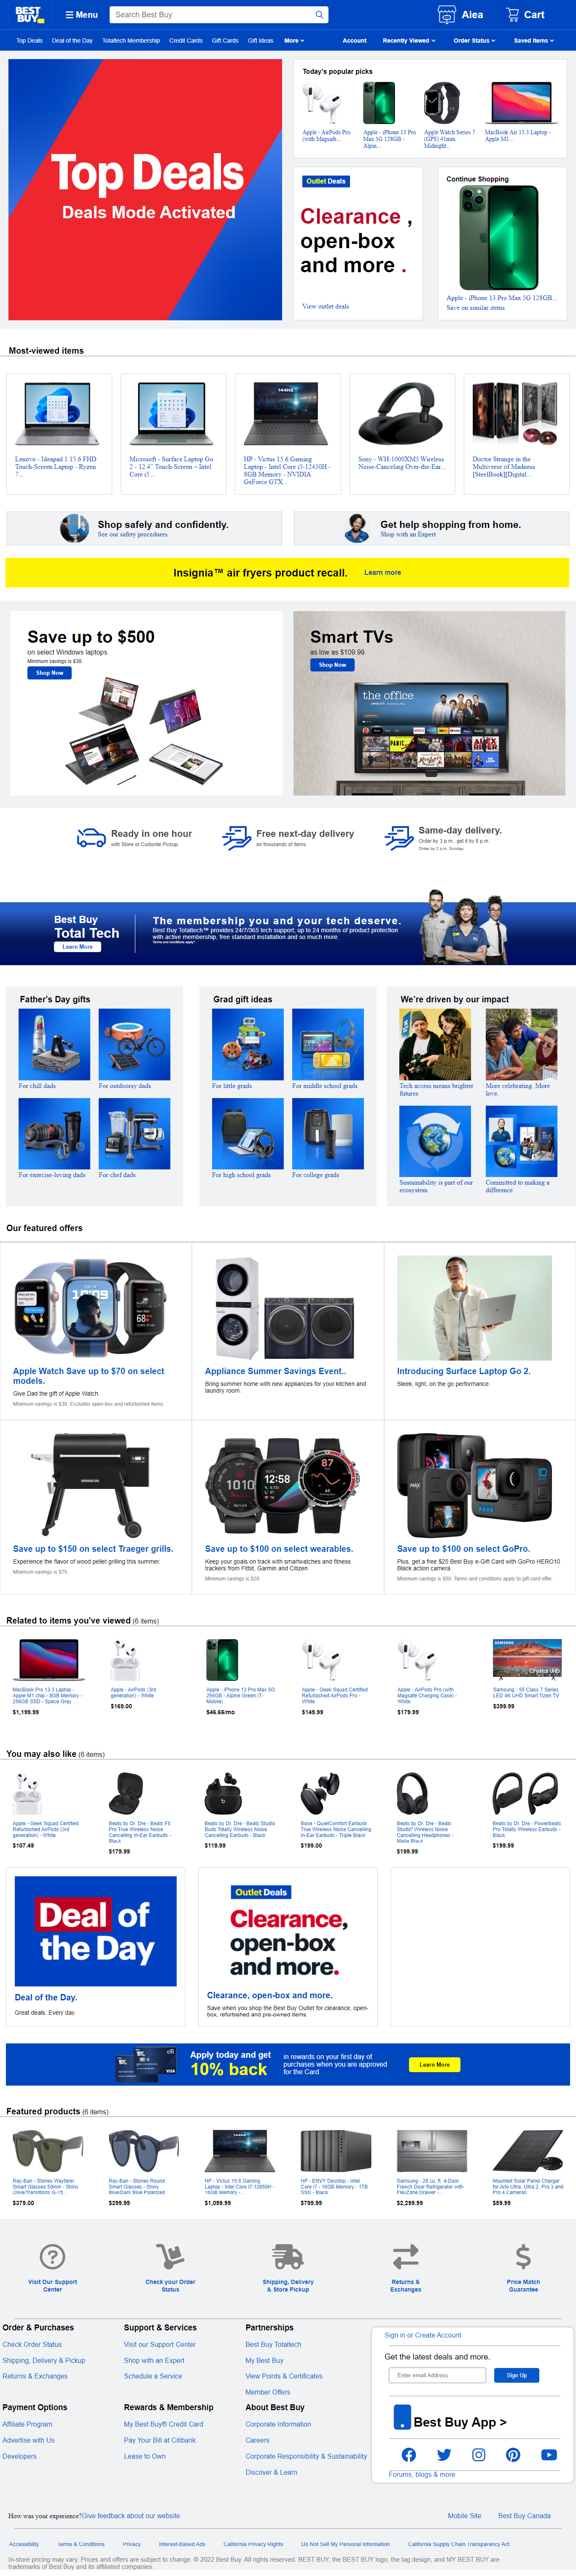 BEST BUY
Menu
Search Best Buy
Aiea
Cart
Top Deals
Deal of the Day
Totaltech Membership
Credit Cards
Gift Cards
Gift Ideas
More
Account
Recently Viewed
Order Status
Saved Items
Top Deals
Deals Mode Activated
Today's popular picks
Apple - AirPods Pro
(with Magsafe...
Apple - iPhone 13 Pro
Max 5G 128GB -
Alpin...
Apple Watch Series 7
(GPS) 41mm
Midnight...
MacBook Air 13.3 Laptop -
Apple M1...
Outlet Deals
Clearance ,
open-box
and more .
View outlet deals
Continue Shopping
Apple - iPhone 13 Pro Max 5G 128GB...
Save on similar items
Most-viewed items
Lenovo - Ideapad 1 15.6 FHD
Touch-Screen Laptop - Ryzen
7...
Microsoft - Surface Laptop Go
2 - 12.4" Touch-Screen – Intel
Core i5...
144HZ
HP - Victus 15.6 Gaming
Laptop - Intel Core i5-12450H -
8GB Memory - NVIDIA
GeForce GTX...
Sony - WH-1000XM5 Wireless
Noise-Canceling Over-the-Ear...
Doctor Strange in the
Multiverse of Madness
[SteelBook][Digital...
Shop safely and confidently.
See our safety procedures
Get help shopping from home.
Shop with an Expert
Insignia™ air fryers product recall.
Learn more
Save up to $500
on select Windows laptops.
Minimum savings is $30.
Shop Now
Smart TVs
as low as $109.99.
Shop Now
the office
PANIC
Ready in one hour
with Store or Curbside Pickup.
Free next-day delivery
on thousands of items.
Same-day delivery.
Order by 3 p.m., get it by 8 p.m.
Order by 2 p.m. Sunday.
Best Buy
Total Tech
Learn More
The membership you and your tech deserve.
Best Buy Totaltech™ provides 24/7/365 tech support, up to 24 months of product protection
with active membership, free standard installation and so much more.
Terms and conditions apply*
Father's Day gifts
For chill dads
For outdoorsy dads
For exercise-loving dads
For chef dads
Grad gift ideas
For little grads
For middle school grads
For high school grads
For college grads
We're driven by our impact
Tech access means brighter
futures
More celebrating. More
love.
Sustainability is part of our
ecosystem
Committed to making a
difference
Our featured offers
Apple Watch Save up to $70 on select
models.
Give Dad the gift of Apple Watch.
Minimum savings is $30. Excludes open-box and refurbished items.
Appliance Summer Savings Event..
Bring summer home with new appliances for your kitchen and
laundry room.
Introducing Surface Laptop Go 2.
Sleek, light, on the go performance.
Save up to $150 on select Traeger grills.
Experience the flavor of wood pellet grilling this summer.
Minimum savings is $75.
12:58
87
Save up to $100 on select wearables.
Keep your goals on track with smartwatches and fitness
trackers from Fitbit, Garmin and Citizen.
Minimum savings is $20.
MAX
10
Save up to $100 on select GoPro.
Plus, get a free $25 Best Buy e-Gift Card with GoPro HERO10
Black action camera.
Minimum savings is $50. Terms and conditions apply to gift card offer.
Related to items you've viewed (6 items)
MacBook Pro 13.3 Laptop -
Apple M1 chip - 8GB Memory -
256GB SSD - Space Gray
$1,199.99
Apple - AirPods (3rd
generation) - White
$169.00
Apple - iPhone 13 Pro Max 5G
256GB - Alpine Green (T-
Mobile)
$46.66/mo
Apple - Geek Squad Certified
Refurbished AirPods Pro -
White
$149.99
Apple - AirPods Pro (with
Magsafe Charging Case) -
White
$179.99
SAMSUNG
Crystal UHD
Samsung - 55 Class 7 Series
LED 4K UHD Smart Tizen TV
$289.99
You may also like (6 items)
Apple - Geek Squad Certified
Refurbished AirPods (3rd
generation) - White
$107.49
Beats by Dr. Dre - Beats Fit
Pro True Wireless Noise
Cancelling In-Ear Earbuds -
Black
$179.99
Beats by Dr. Dre - Beats Studio
Buds Totally Wireless Noise
Cancelling Earbuds - Black
$119.99
Bose - QuietComfort Earbuds
True Wireless Noise Cancelling
In-Ear Earbuds - Triple Black.
$199.00
Beats by Dr. Dre - Beats
Studio³ Wireless Noise
Cancelling Headphones -
Matte Black
$199.99
Beats by Dr. Dre - Powerbeats
Pro Totally Wireless Earbuds -
Black
$199.99
Deal of
the Day
Deal of the Day.
Great deals. Every day.
Outlet Deals
Clearance,
open-box
and more.
Clearance, open-box and more.
Save when you shop the Best Buy Outlet for clearance, open-
box, refurbished and pre-owned items.
citi
VISA
Apply today and get
10% back
in rewards on your first day of
purchases when you are approved
for the Card.
Learn More
Featured products (6 items)
Ray-Ban - Stories Wayfarer
Smart Glasses 50mm - Shiny
Olive/Transitions G-15...
$379.00
Ray-Ban - Stories Round
Smart Glasses - Shiny
Blue/Dark Blue Polarized
$299.99
HP - Victus 15.6 Gaming
Laptop - Intel Core i7-12650H -
16GB Memory -...
$1,099.99
HP - ENVY Desktop - Intel
Core i7 - 16GB Memory - 1TB
SSD - Black
$799.99
Samsung - 28 cu. ft. 4-Door
French Door Refrigerator with
FlexZone Drawer -...
$2,299.99
Mounted Solar Panel Charger
for Arlo Ultra, Ultra 2, Pro 3 and
Pro 4 Cameras
$59.99
Visit Our Support
Center
Check your Order
Status
Shipping, Delivery
& Store Pickup
Returns &
Exchanges
Price Match
Guarantee
Order & Purchases
Check Order Status
Shipping, Delivery & Pickup
Returns & Exchanges
Support & Services
Visit our Support Center
Shop with an Expert
Schedule a Service
Partnerships
Best Buy Totaltech
My Best Buy
View Points & Certificates
Member Offers
Payment Options
Affiliate Program
Advertise with Us
Developers
Rewards & Membership
My Best Buy® Credit Card
Pay Your Bill at Citibank
Lease to Own
About Best Buy
Corporate Information
Careers
Corporate Responsibility & Sustainability
Discover & Learn
Sign in or Create Account
Get the latest deals and more.
Enter email Address
Sign Up
Best Buy App >
Forums, blogs & more
How was your experience?Give feedback about our website
Mobile Site
Best Buy Canada
Accessibility
Terms & Conditions
Privacy
Interest-Based Ads
California Privacy Rights
Do Not Sell My Personal Information
California Supply Chain Transparency Act
In-store pricing may vary. Prices and offers are subject to change. © 2022 Best Buy. All rights reserved. BEST BUY, the BEST BUY logo, the tag design, and MY BEST BUY are
trademarks of Best Buy and its affiliated companies.